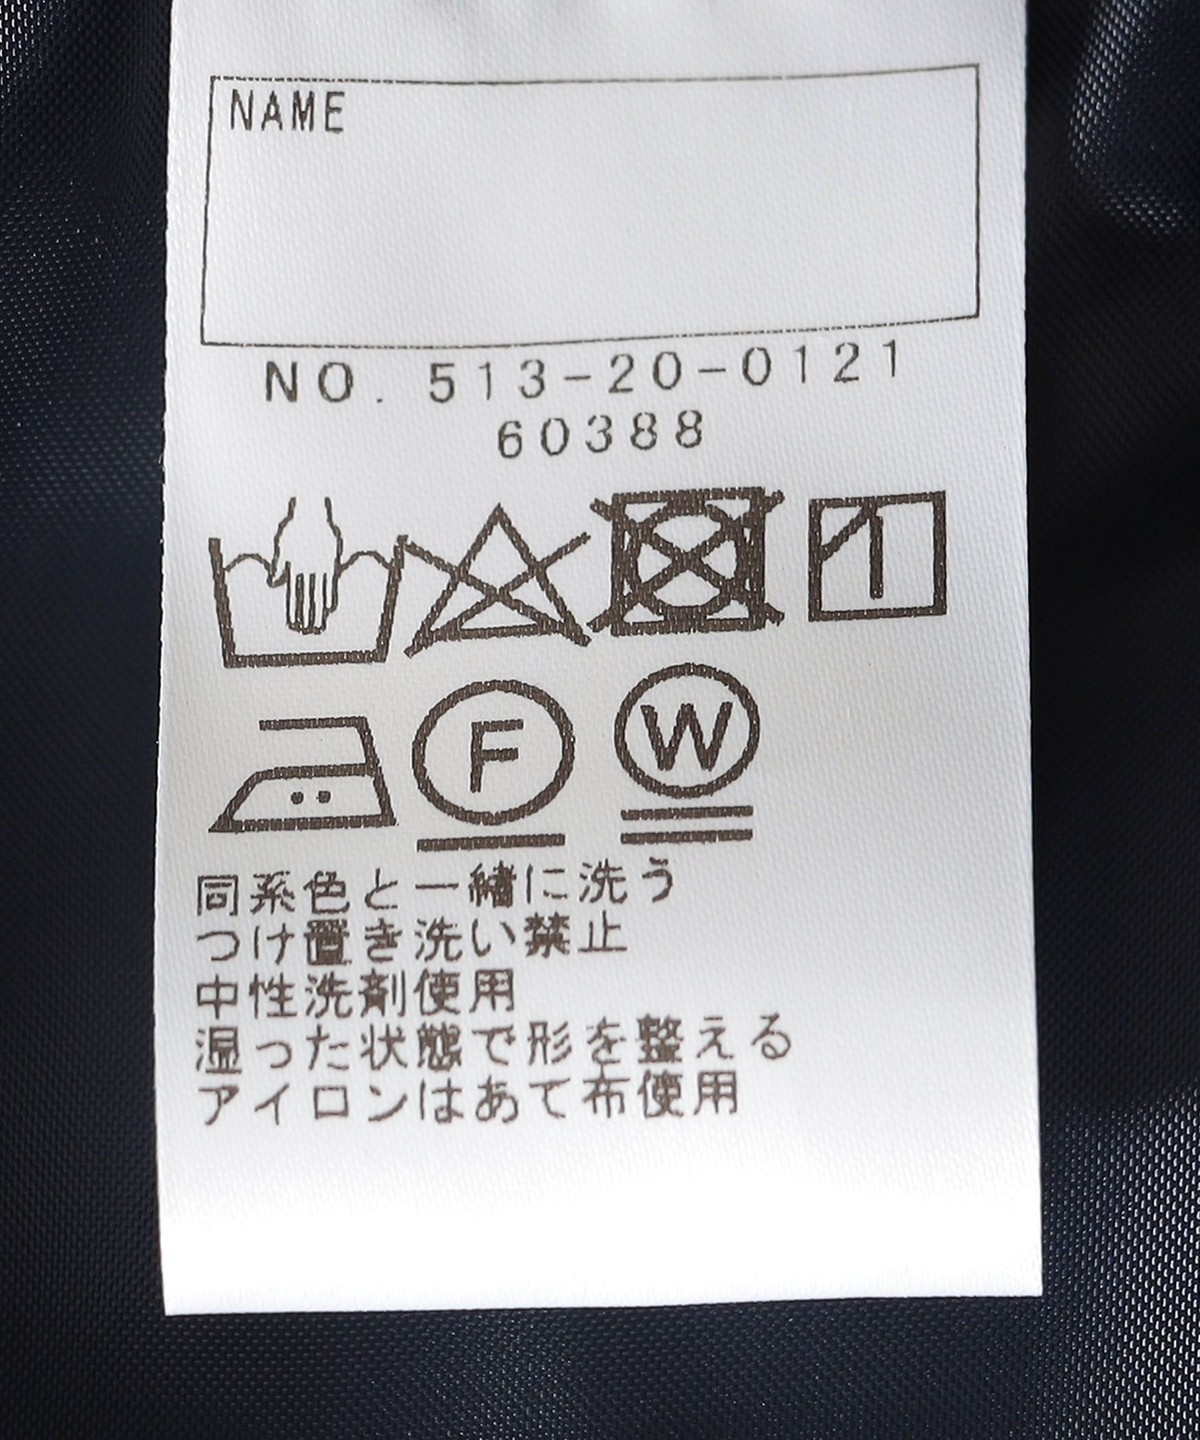 NAME
NO. 513-20-0121
60388
F
W
同系色と一緒に洗う
つけ置き洗い禁止
中性洗剤使用
湿った状態で形を整える
アイロンはあて布使用